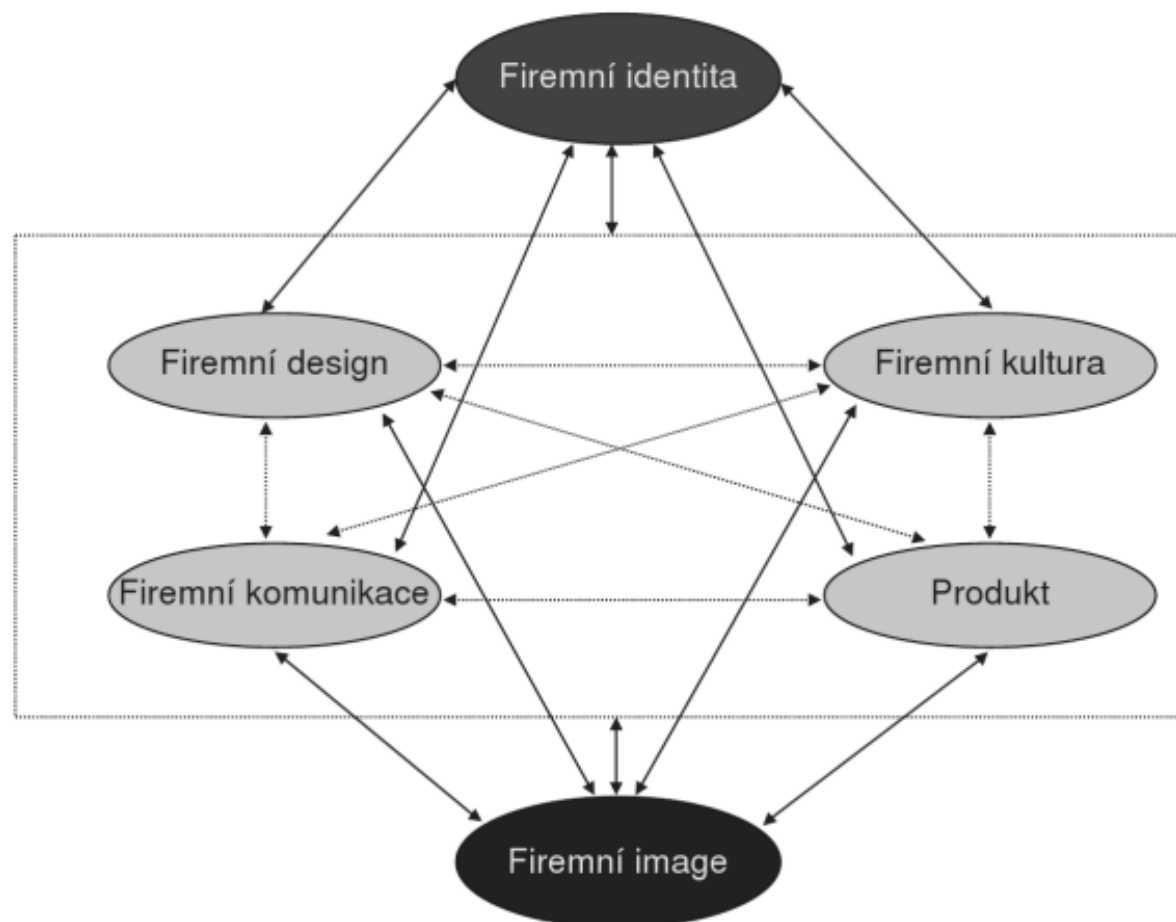 Firemní identita
Firemní design
Firemní kultura
Firemní komunikace
Produkt
Firemní image